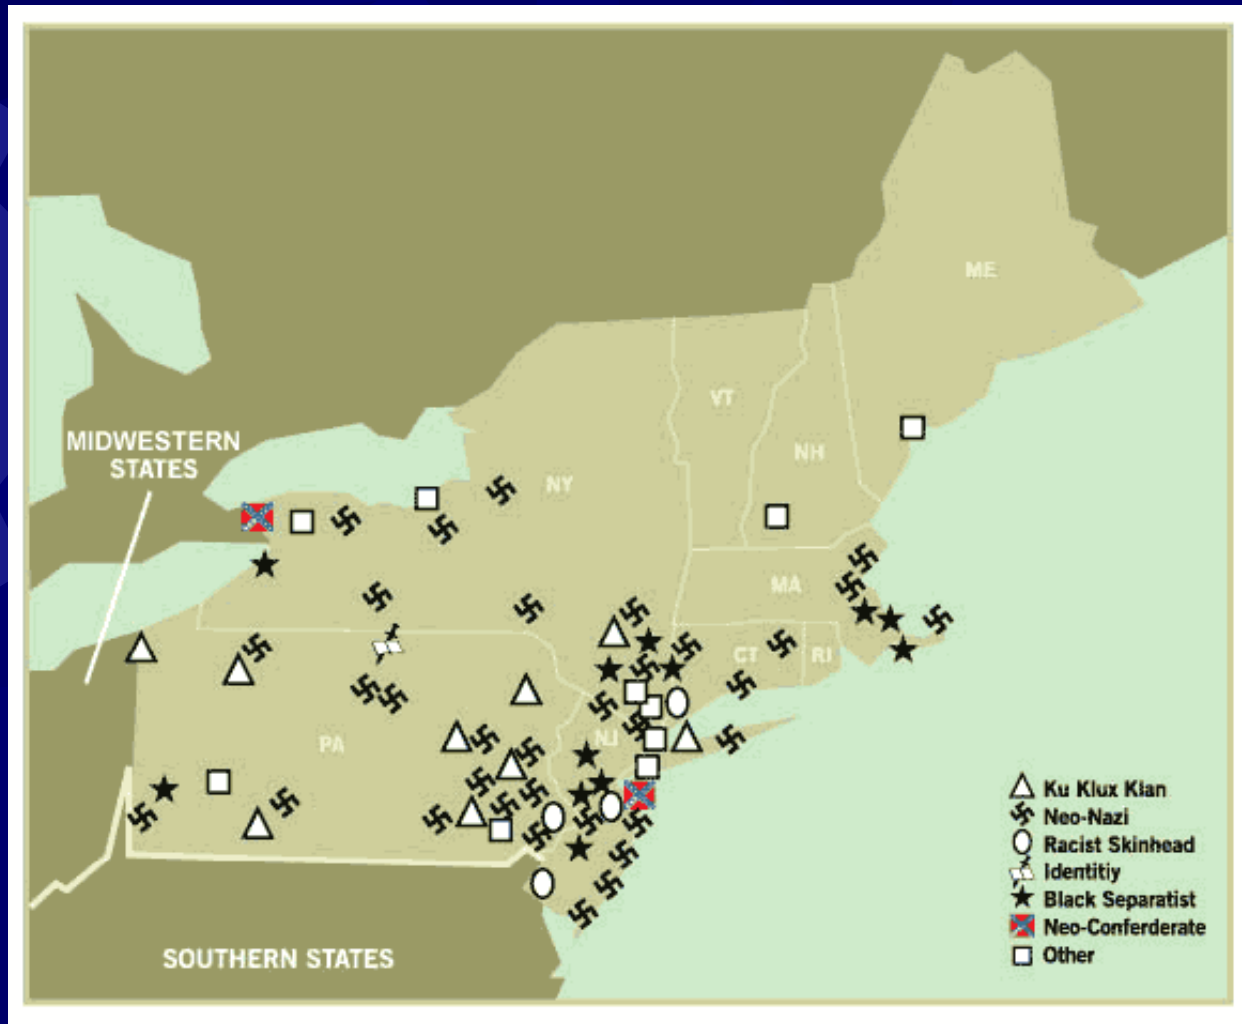 ME
VT
MIDWESTERN
STATES
NH
NY
MA
CT
RI
PA
NJ
Ku Klux Klan
Neo-Nazi
Racist Skinhead
Identitiy
Black Separatist
Neo-Conferderate
Other
SOUTHERN STATES